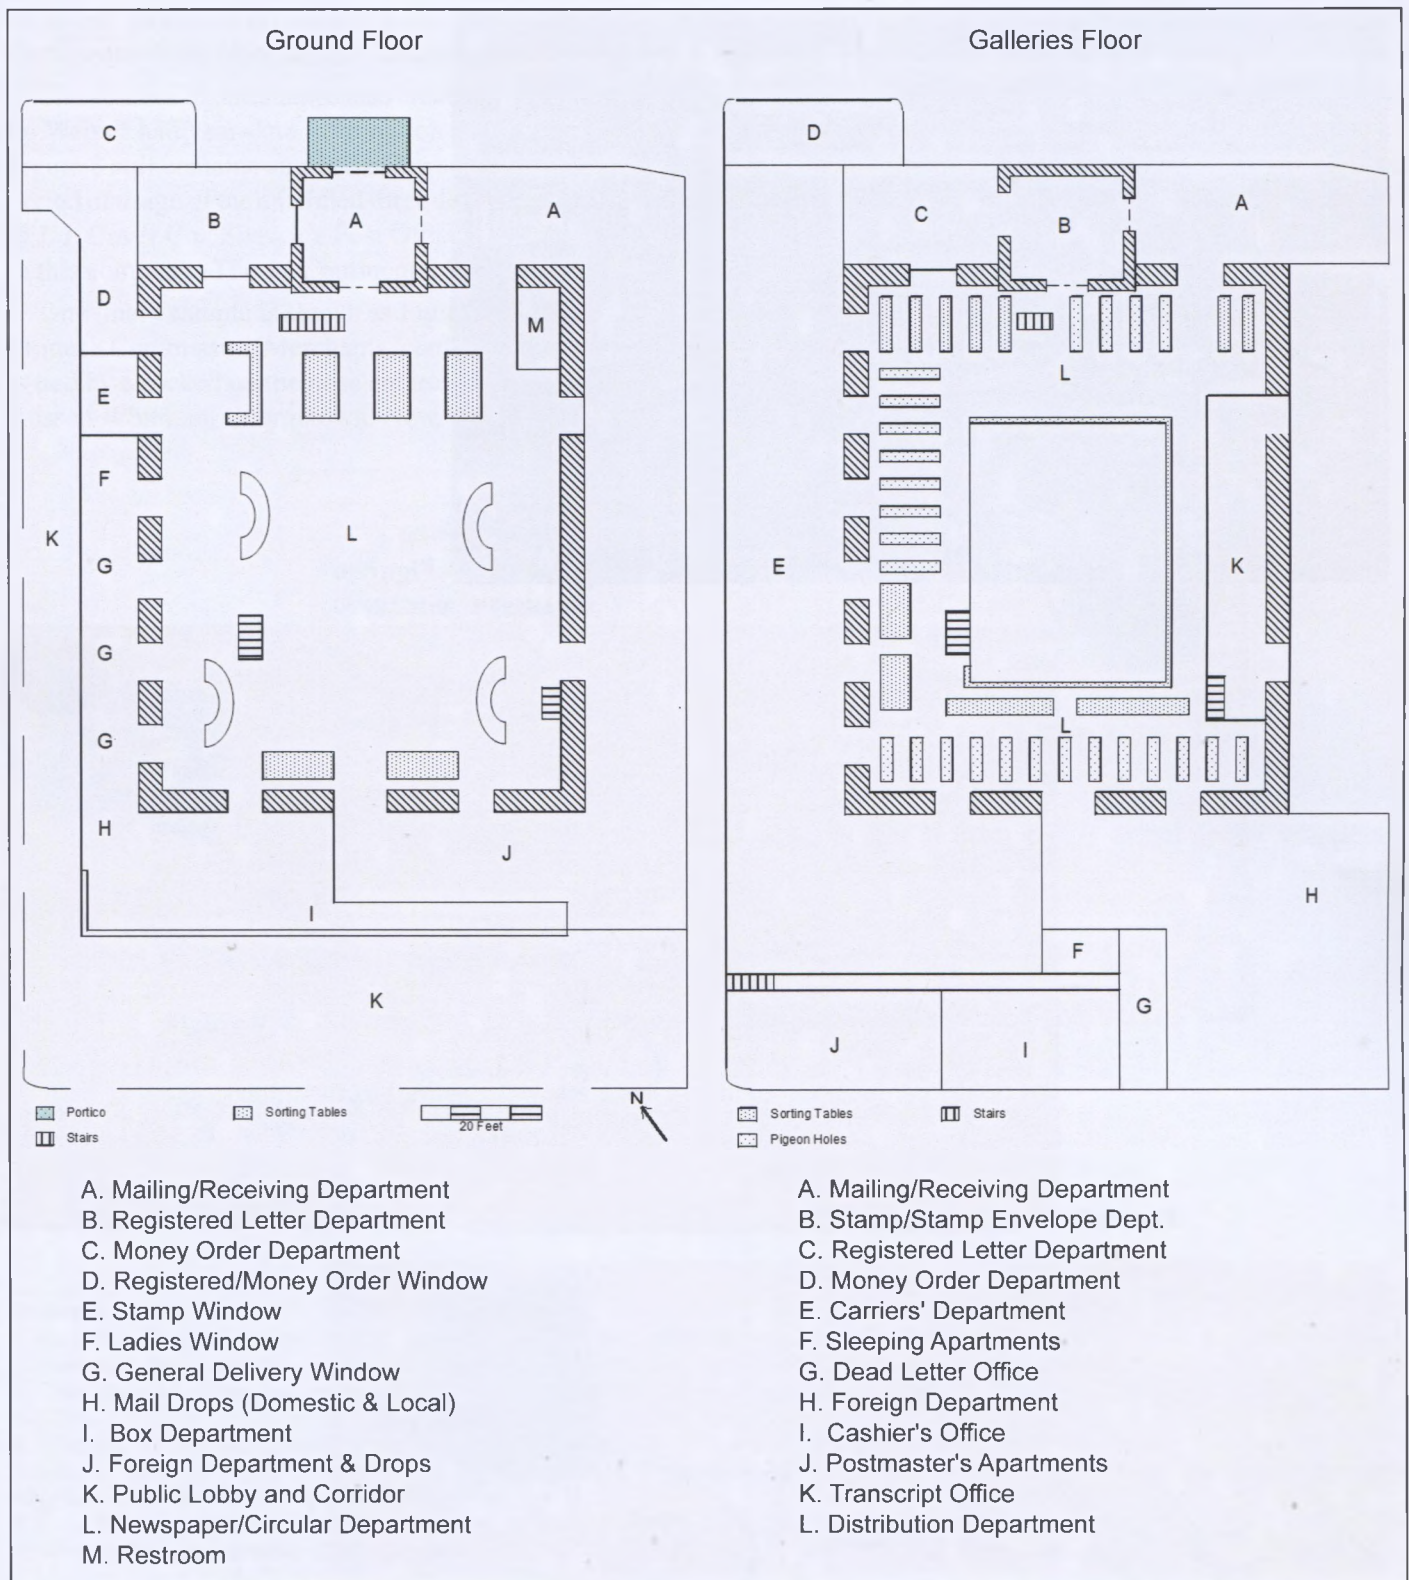 Ground Floor
C
B
A
A
D
M
E
F
K
L
G
G
G
H
J
I
K
Portico
Sorting Tables
Stairs
20 Feet
N
A. Mailing/Receiving Department
B. Registered Letter Department
C. Money Order Department
D. Registered/Money Order Window
E. Stamp Window
F. Ladies Window
G. General Delivery Window
H. Mail Drops (Domestic & Local)
I. Box Department
J. Foreign Department & Drops
K. Public Lobby and Corridor
L. Newspaper/Circular Department
M. Restroom
Galleries Floor
D
C
B
A
L
E
K
L
H
F
G
J
I
Sorting Tables
Stairs
Pigeon Holes
A. Mailing/Receiving Department
B. Stamp/Stamp Envelope Dept.
C. Registered Letter Department
D. Money Order Department
E. Carriers' Department
F. Sleeping Apartments
G. Dead Letter Office
H. Foreign Department
I. Cashier's Office
J. Postmaster's Apartments
K. Transcript Office
L. Distribution Department